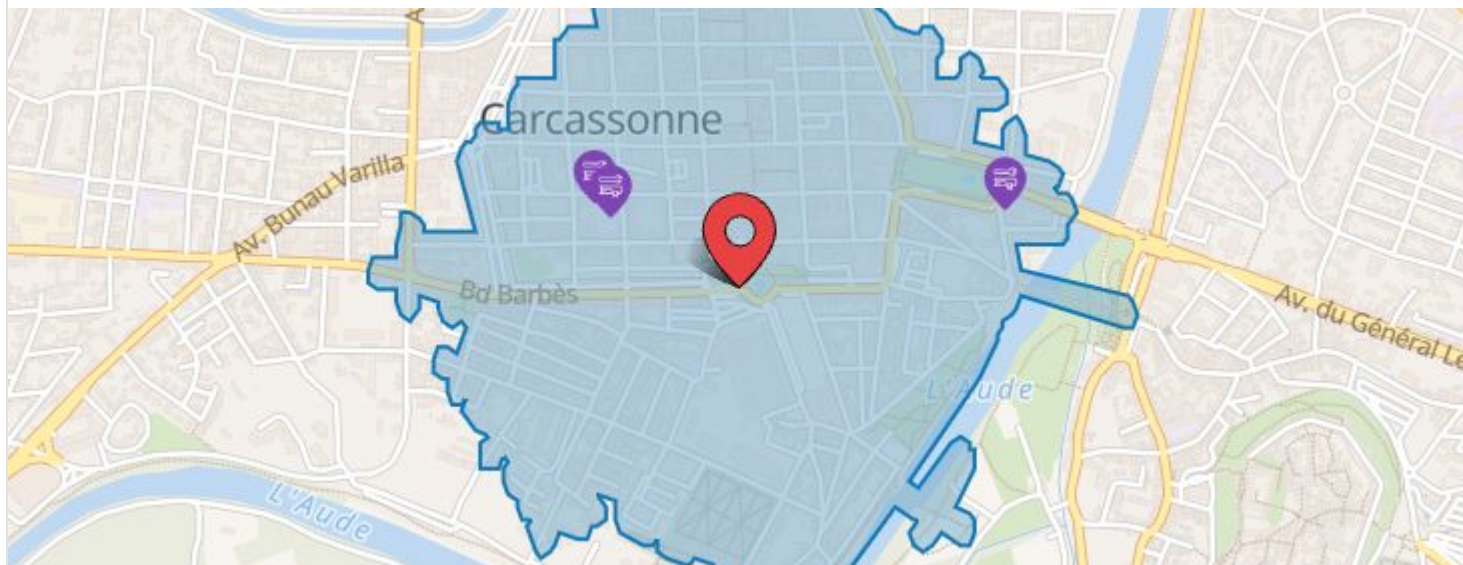 Carcassonne
Av. Bunau Varilla
Bd Barbès
Av. du Général Le
L'Aude
L'Aude